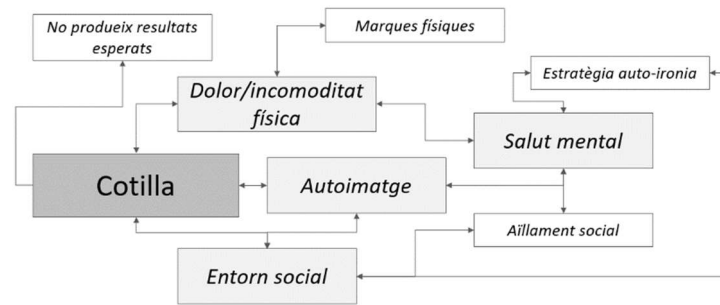 No produeix resultats
esperats
Marques físiques
Estratègia auto-ironia
Dolor/incomoditat
física
Salut mental
Cotilla
Autoimatge
Aïllament social
Entorn social